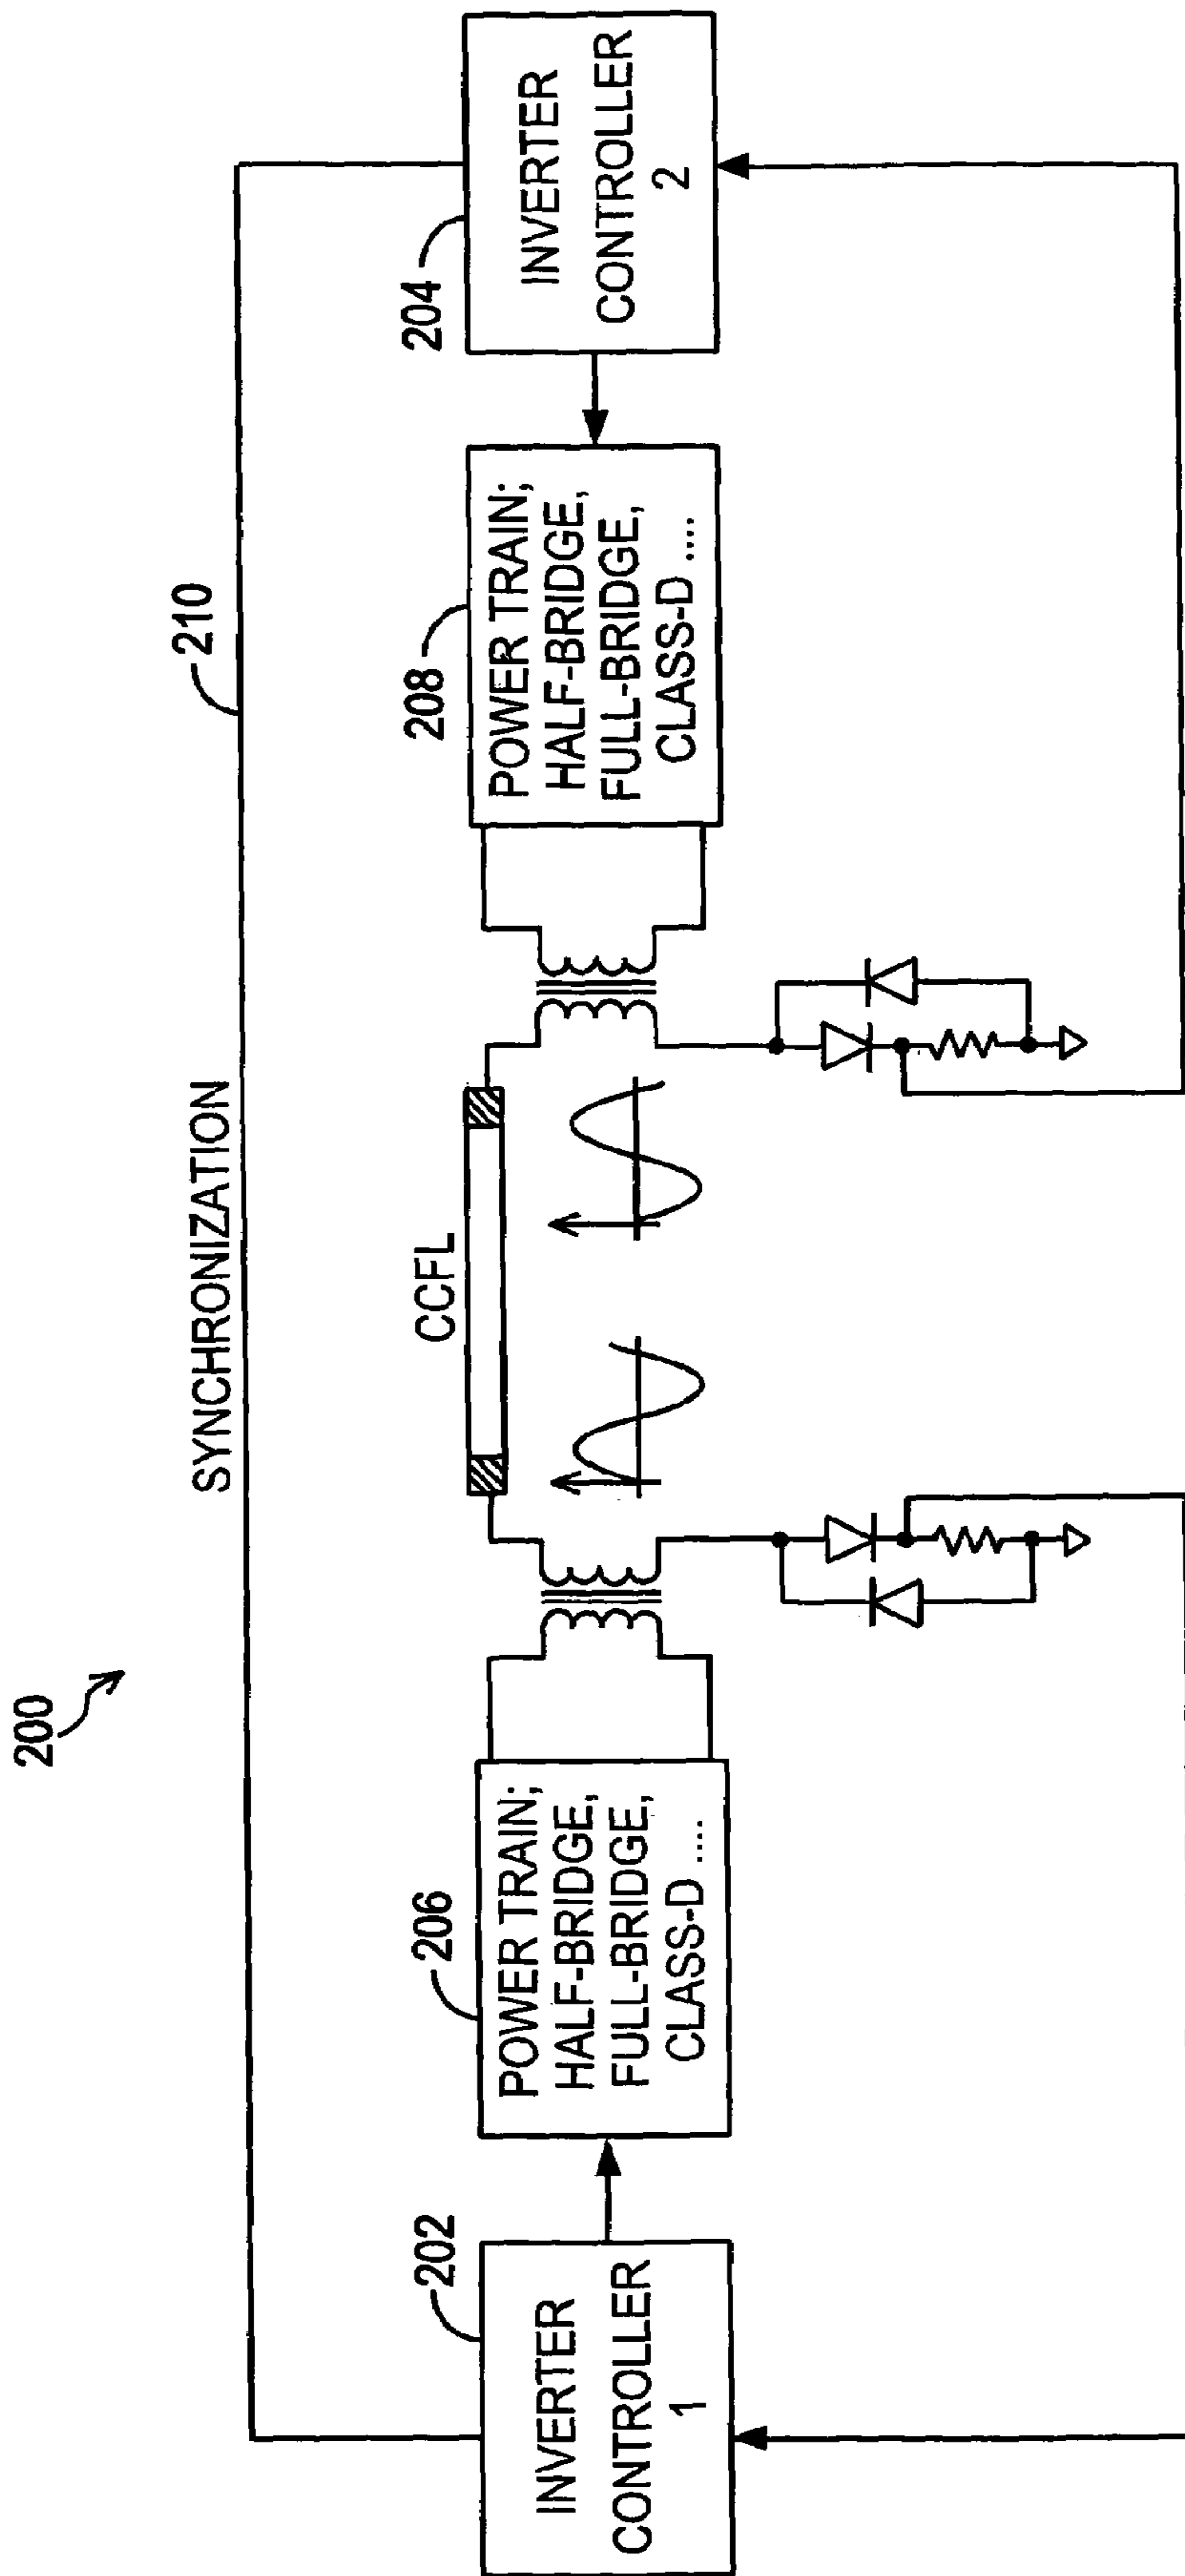 200
SYNCHRONIZATION
210
202
INVERTER
CONTROLLER
1
206
POWER TRAIN;
HALF-BRIDGE,
FULL-BRIDGE,
CLASS-D ....
CCFL
208
POWER TRAIN;
HALF-BRIDGE,
FULL-BRIDGE,
CLASS-D ....
204
INVERTER
CONTROLLER
2